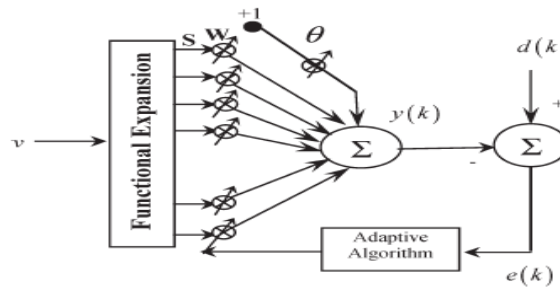 +1
θ
S W
d(k
Functional Expansion
y(k)
+
v
Σ
Σ
-
Adaptive
Algorithm
e(k)